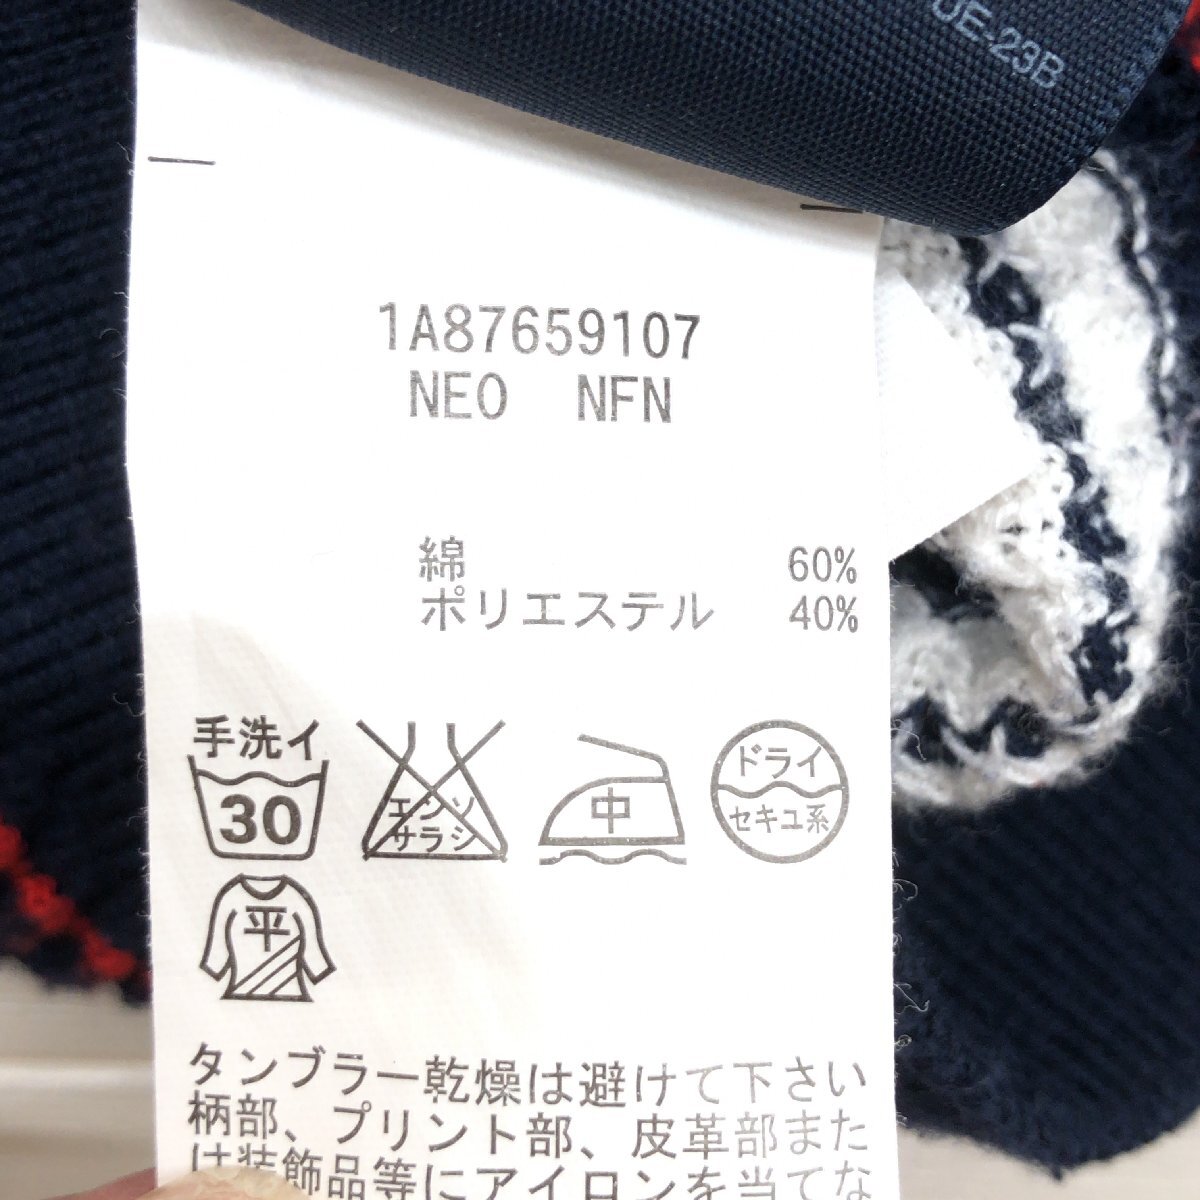 UE-23B
1A87659107
NEO NFN
綿 60%
ポリエステル 40%
手洗イ
30
エンソ
サラシ
中
ドライ
セキユ系
平
タンブラー乾燥は避けて下さい
柄部、プリント部、皮革部また
は装飾品等にアイロンを当てな